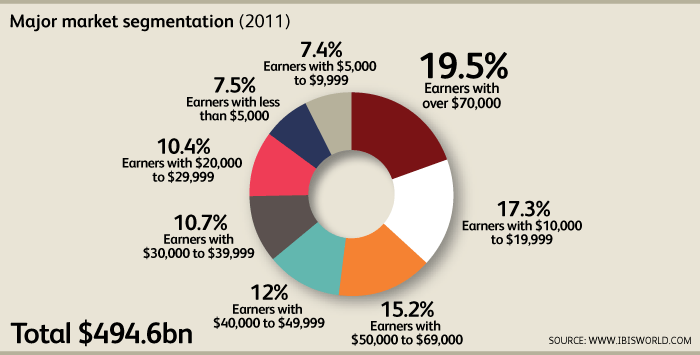 Major market segmentation (2011)
7.4%
Earners with $5,000
to $9,999
19.5%
Earners with
over $70,000
7.5%
Earners with less
than $5,000
10.4%
Earners with $20,000
to $29,999
17.3%
Earners with $10,000
to $19,999
10.7%
Earners with
$30,000 to $39,999
12%
Earners with
$40,000 to $49,999
15.2%
Earners with
$50,000 to $69,000
Total $494.6bn
SOURCE: WWW.IBISWORLD.COM